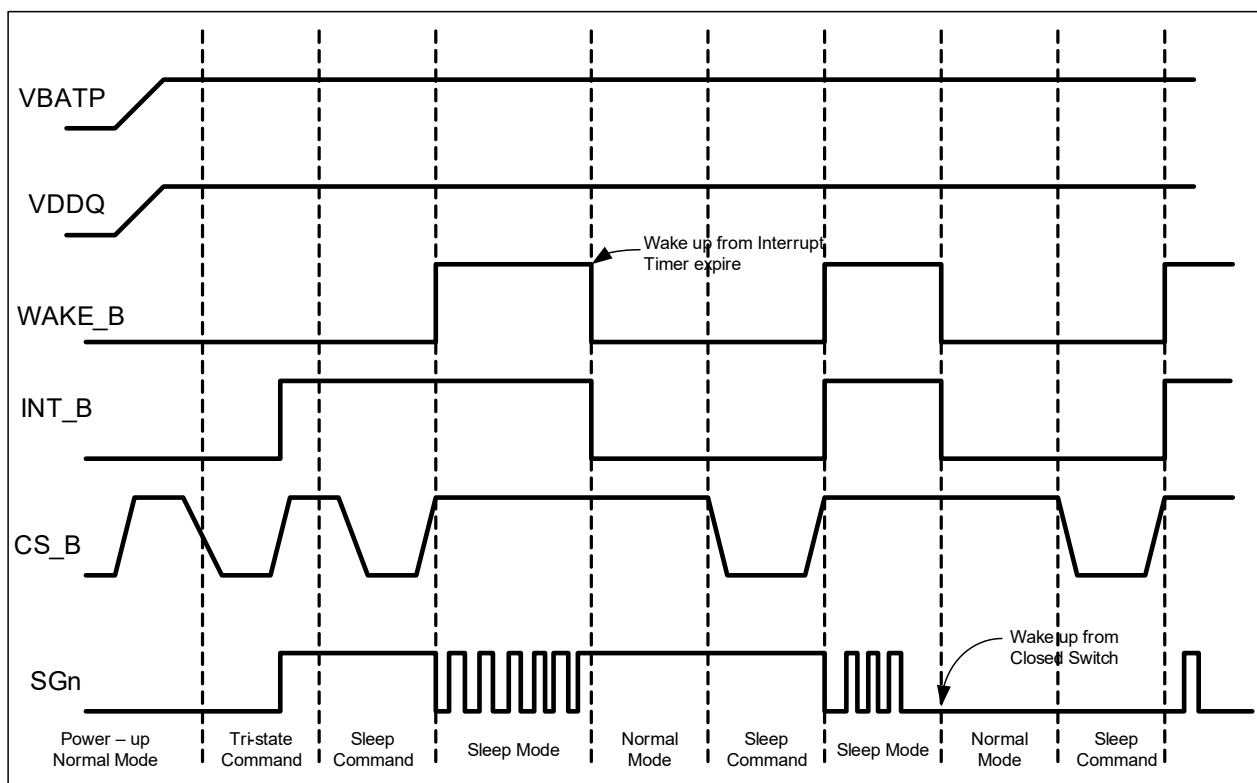 VBATP
VDDQ
Wake up from Interrupt
Timer expire
WAKE_B
INT_B
CS_B
Wake up from
Closed Switch
SGn
Power – up
Normal Mode
Tri-state
Command
Sleep
Command
Sleep Mode
Normal
Mode
Sleep
Command
Sleep Mode
Normal
Mode
Sleep
Command